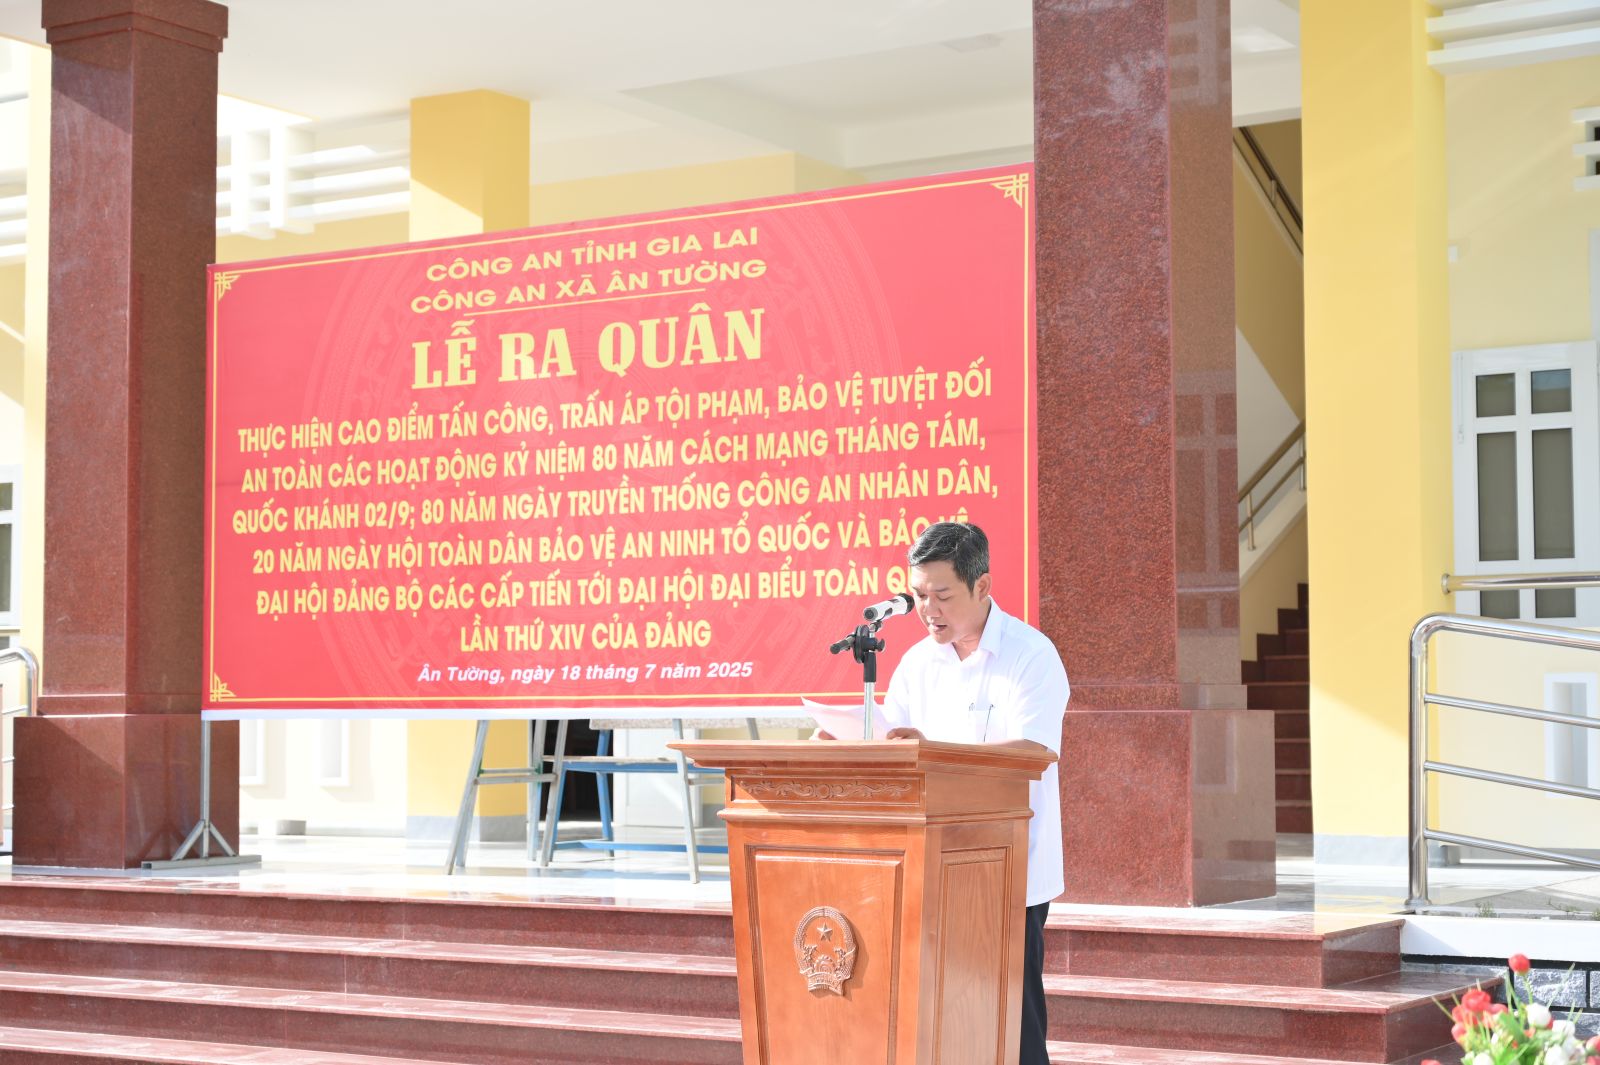 CÔNG AN TỈNH GIA LAI
CÔNG AN XÃ ÂN TƯỜNG
LỄ RA QUÂN
THỰC HIỆN CAO ĐIỂM TẤN CÔNG, TRẤN ÁP TỘI PHẠM, BẢO VỆ TUYỆT ĐỐI
AN TOÀN CÁC HOẠT ĐỘNG KỶ NIỆM 80 NĂM CÁCH MẠNG THÁNG TÁM,
QUỐC KHÁNH 02/9; 80 NĂM NGÀY TRUYỀN THỐNG CÔNG AN NHÂN DÂN,
20 NĂM NGÀY HỘI TOÀN DÂN BẢO VỆ AN NINH TỔ QUỐC VÀ BẢO VỆ
ĐẠI HỘI ĐẢNG BỘ CÁC CẤP TIẾN TỚI ĐẠI HỘI ĐẠI BIỂU TOÀN
LẦN THỨ XIV CỦA ĐẢNG
Ân Tường, ngày 18 tháng 7 năm 2025